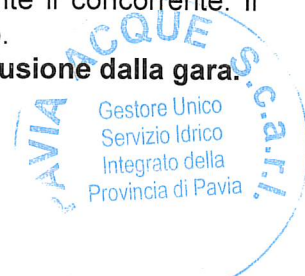 nte il concorrente. Il
o.
usione dalla gara.
PAVIA ACQUE S.c.a.r.l.
Gestore Unico
Servizio Idrico
Integrato della
Provincia di Pavia